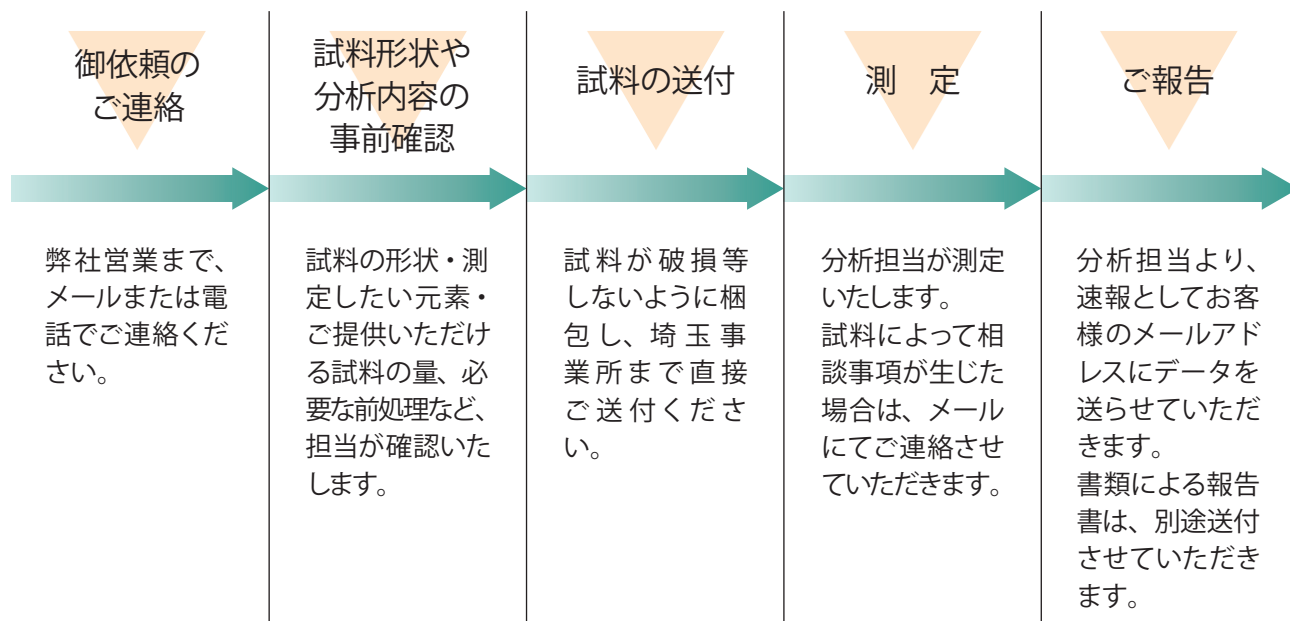 御依頼の
ご連絡
弊社営業まで、
メールまたは電
話でご連絡くだ
さい。
試料形状や
分析内容の
事前確認
試料の形状・測
定したい元素・
ご提供いただけ
る試料の量、必
要な前処理など、
担当が確認いた
します。
試料の送付
試料が破損等
しないように梱
包し、埼玉事
業所まで直接
ご送付くださ
い。
測　定
分析担当が測定
いたします。
試料によって相
談事項が生じた
場合は、メール
にてご連絡させ
ていただきます。
ご報告
分析担当より、
速報としてお客
様のメールアド
レスにデータを
送らせていただ
きます。
書類による報告
書は、別途送付
させていただき
ます。